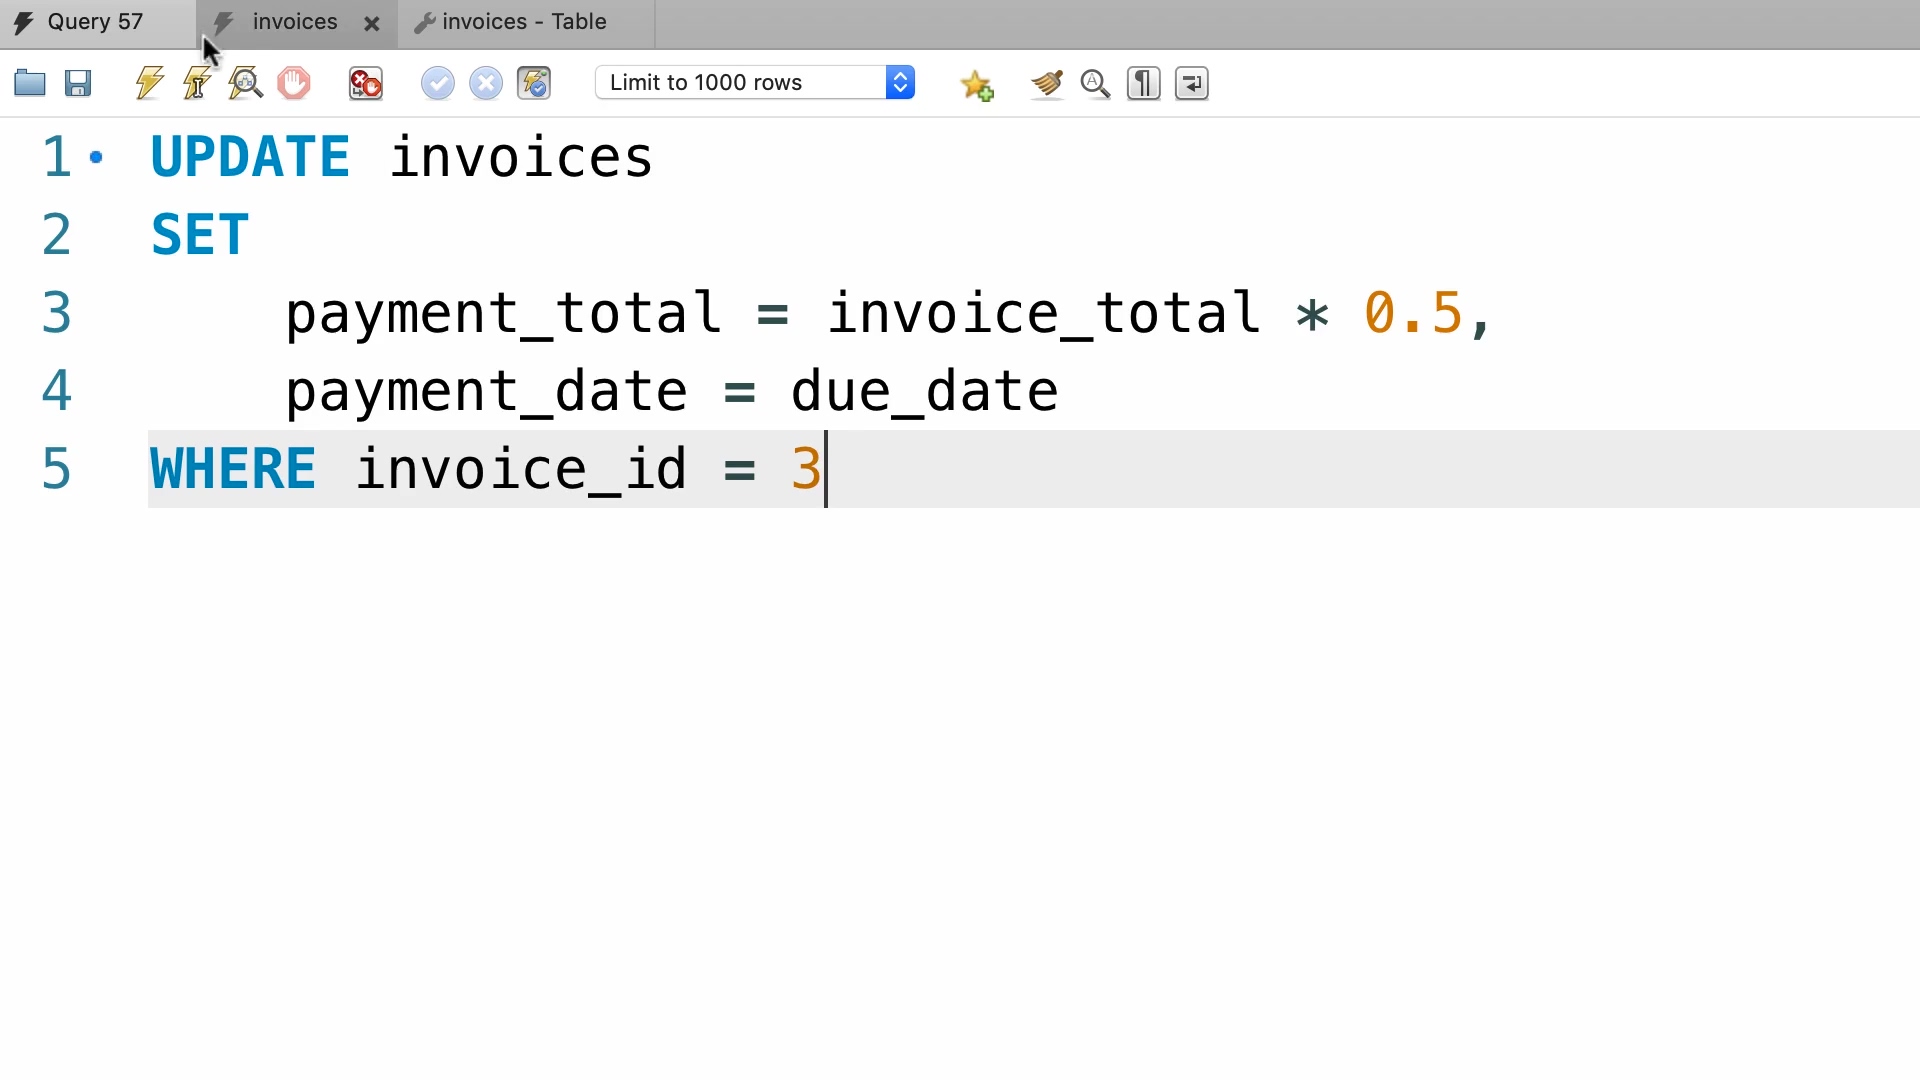 Query 57 invoices invoices - Table
Limit to 1000 rows
1 UPDATE invoices
2 SET
3 payment_total = invoice_total * 0.5,
4 payment_date = due_date
5 WHERE invoice_id = 3